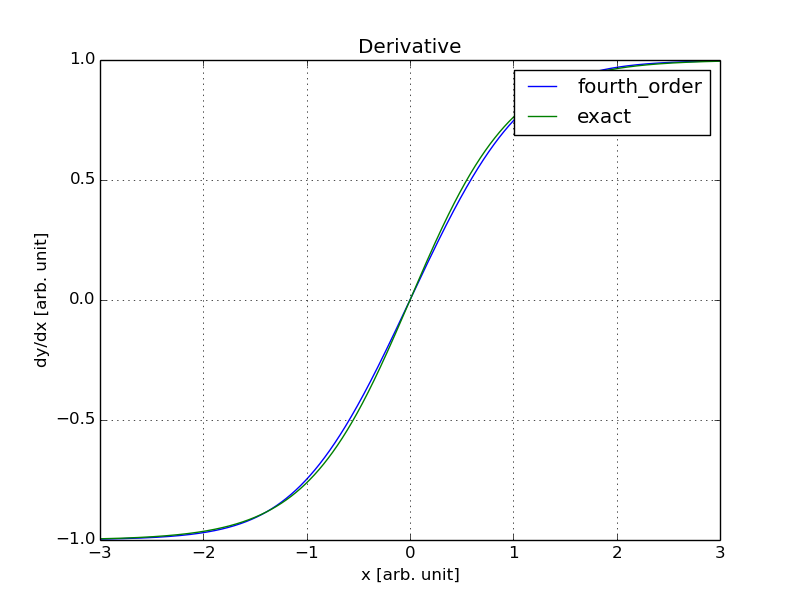 Derivative
1.0
0.5
0.0
−0.5
−1.0
dy/dx [arb. unit]
fourth_order
exact
−3 −2 −1 0 1 2 3
x [arb. unit]